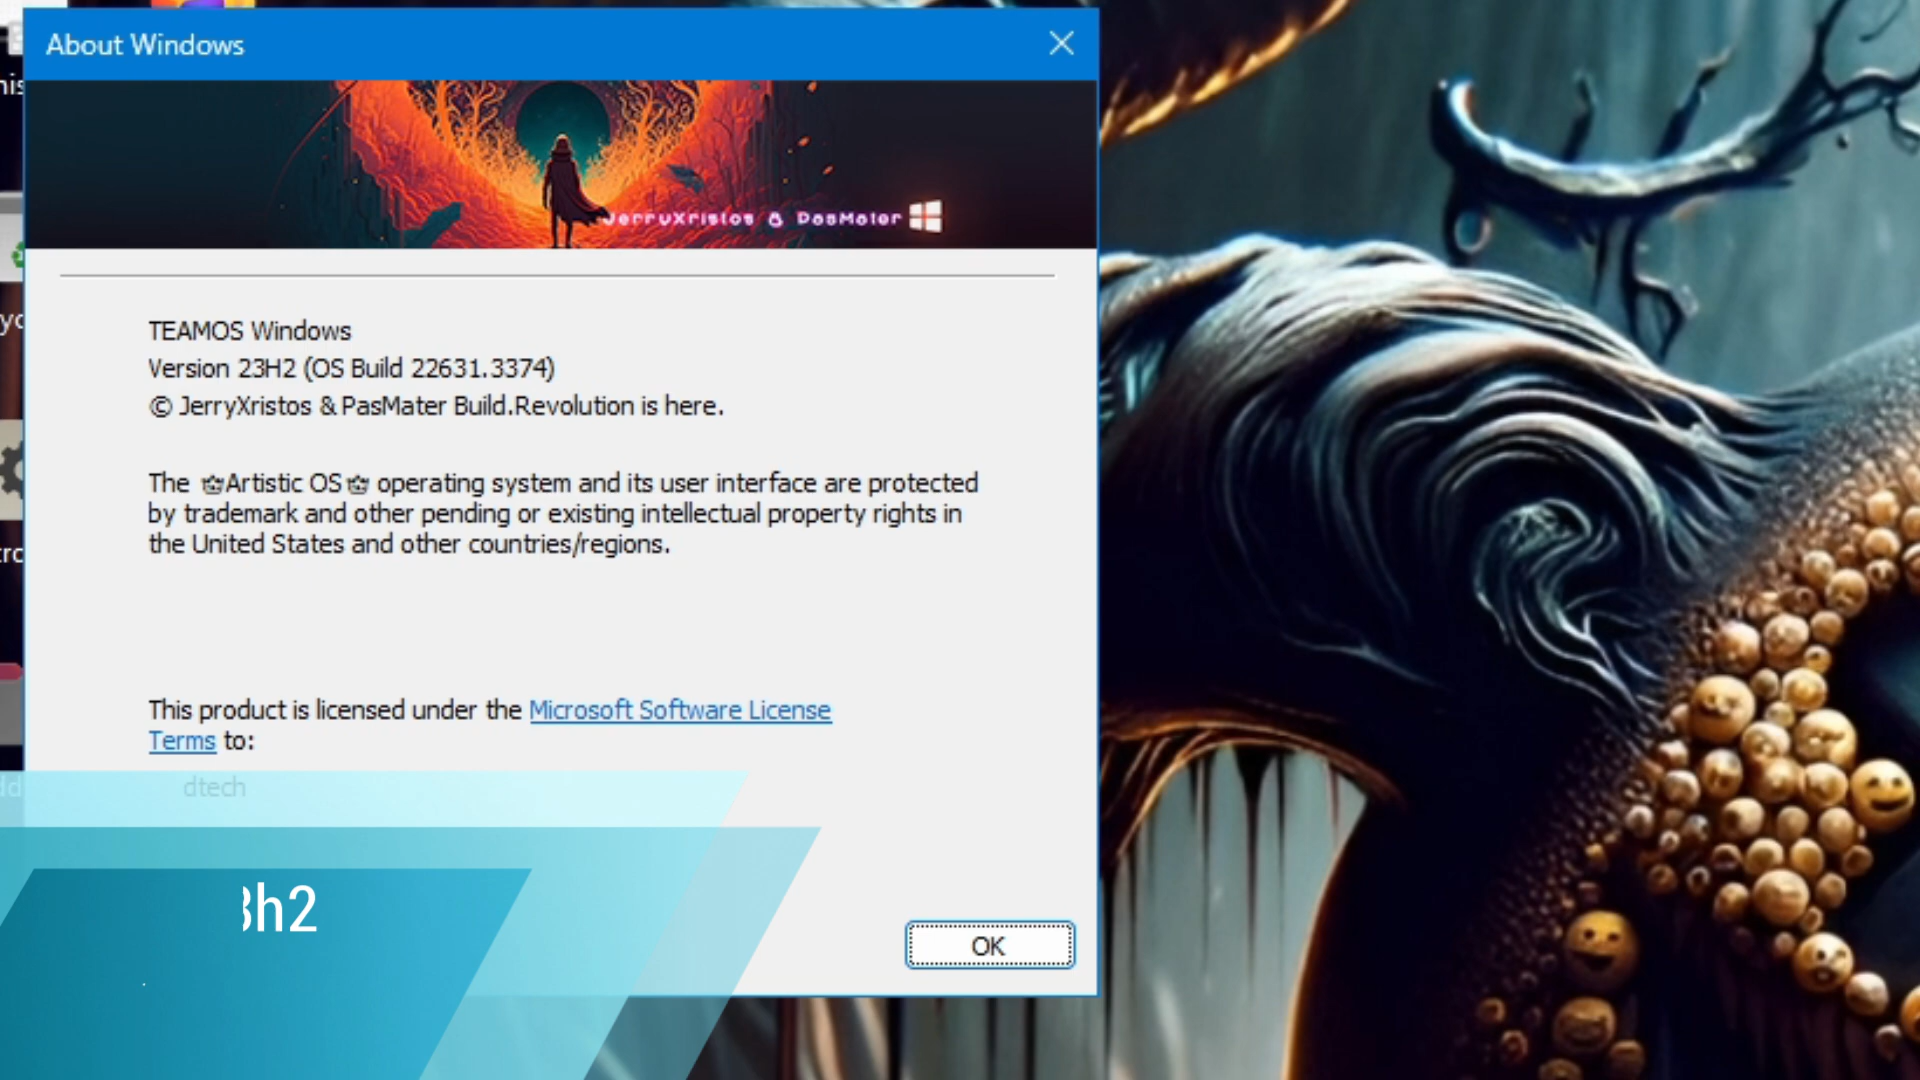 About Windows
JerryXristos & PasMater
TEAMOS Windows
Version 23H2 (OS Build 22631.3374)
© JerryXristos & PasMater Build.Revolution is here.
The ♔Artistic OS♔ operating system and its user interface are protected
by trademark and other pending or existing intellectual property rights in
the United States and other countries/regions.
This product is licensed under the Microsoft Software License
Terms to:
dtech
h2
OK